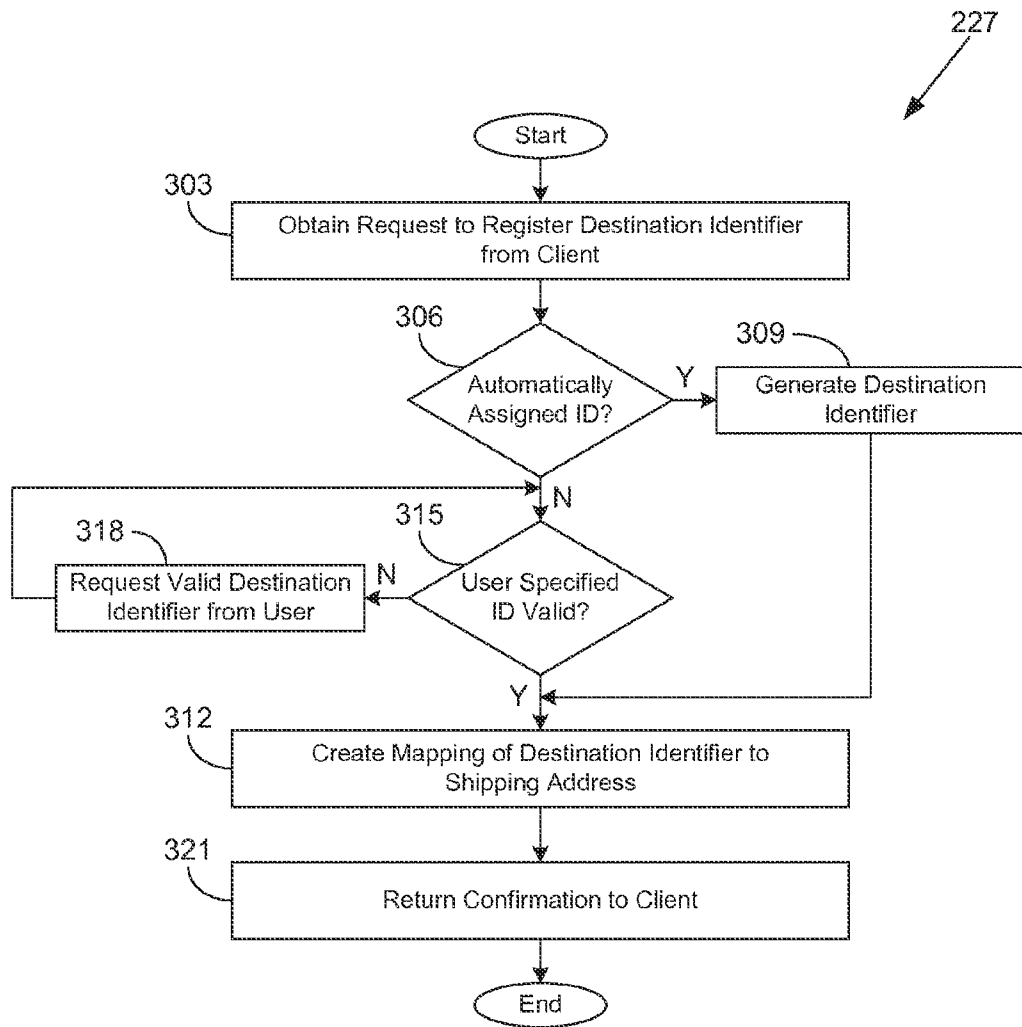 227
Start
303
Obtain Request to Register Destination Identifier
from Client
306
Automatically
Assigned ID?
Y
309
Generate Destination
Identifier
N
315
User Specified
ID Valid?
N
318
Request Valid Destination
Identifier from User
Y
312
Create Mapping of Destination Identifier to
Shipping Address
321
Return Confirmation to Client
End